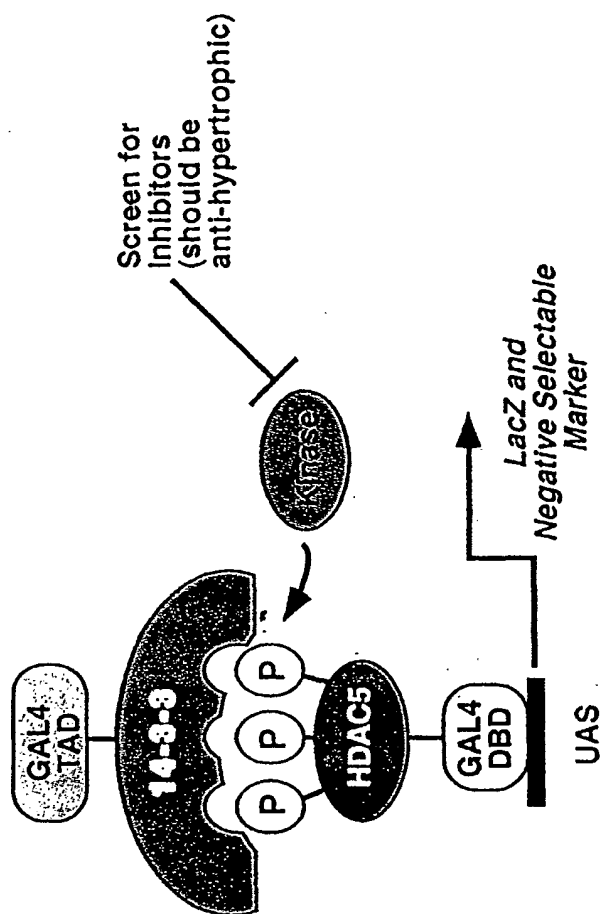 GAL4
TAD
14-3-3
P
P
P
HDAC5
GAL4
DBD
UAS
Kinase
Screen for
Inhibitors
(should be
anti-hypertrophic)
LacZ and
Negative Selectable
Marker